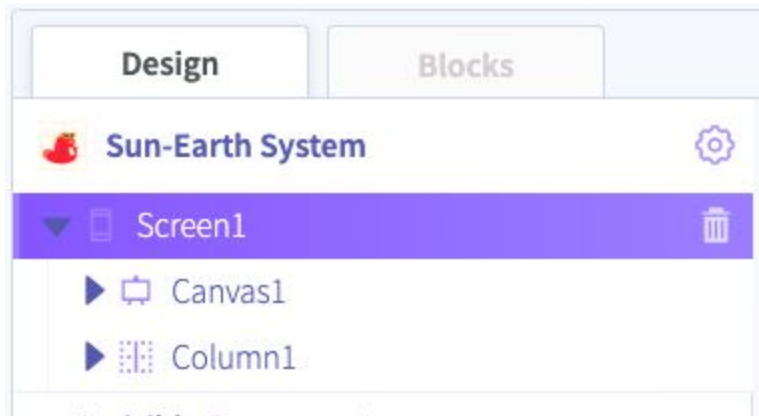 Design
Blocks
Sun-Earth System
Screen1
Canvas1
Column1